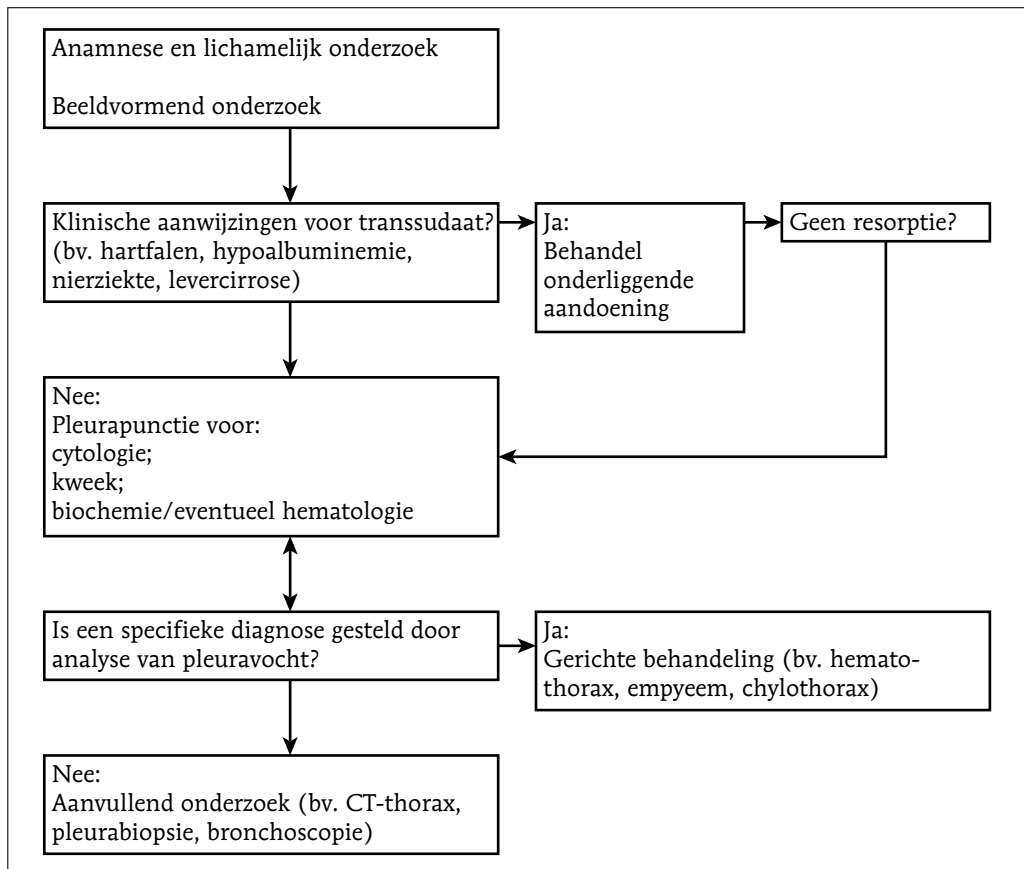 Anamnese en lichamelijk onderzoek
Beeldvormend onderzoek
Klinische aanwijzingen voor transsudaat?
(bv. hartfalen, hypoalbuminemie,
nierziekte, levercirrose)
Ja:
Behandel
onderliggende
aandoening
Geen resorptie?
Nee:
Pleurapunctie voor:
cytologie;
kweek;
biochemie/eventueel hematologie
Is een specifieke diagnose gesteld door
analyse van pleuravocht?
Ja:
Gerichte behandeling (bv. hemato-
thorax, empyeem, chylothorax)
Nee:
Aanvullend onderzoek (bv. CT-thorax,
pleurabiopsie, bronchoscopie)